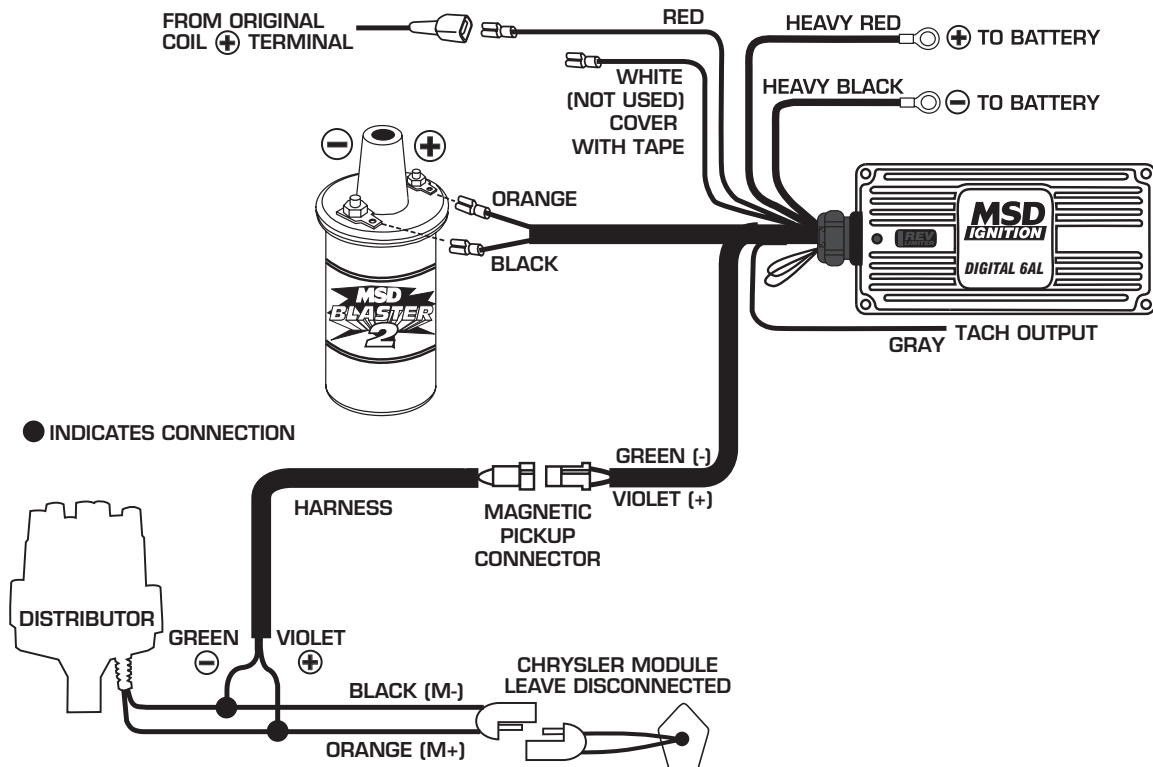 FROM ORIGINAL
COIL + TERMINAL
RED
HEAVY RED
+ TO BATTERY
WHITE
(NOT USED)
COVER
WITH TAPE
HEAVY BLACK
− TO BATTERY
− +
ORANGE
BLACK
MSD
BLASTER
2
MSD
IGNITION
DIGITAL 6AL
REV
LIMITER
GRAY
TACH OUTPUT
INDICATES CONNECTION
GREEN (-)
VIOLET (+)
HARNESS
MAGNETIC
PICKUP
CONNECTOR
DISTRIBUTOR
GREEN
−
VIOLET
+
BLACK (M-)
ORANGE (M+)
CHRYSLER MODULE
LEAVE DISCONNECTED